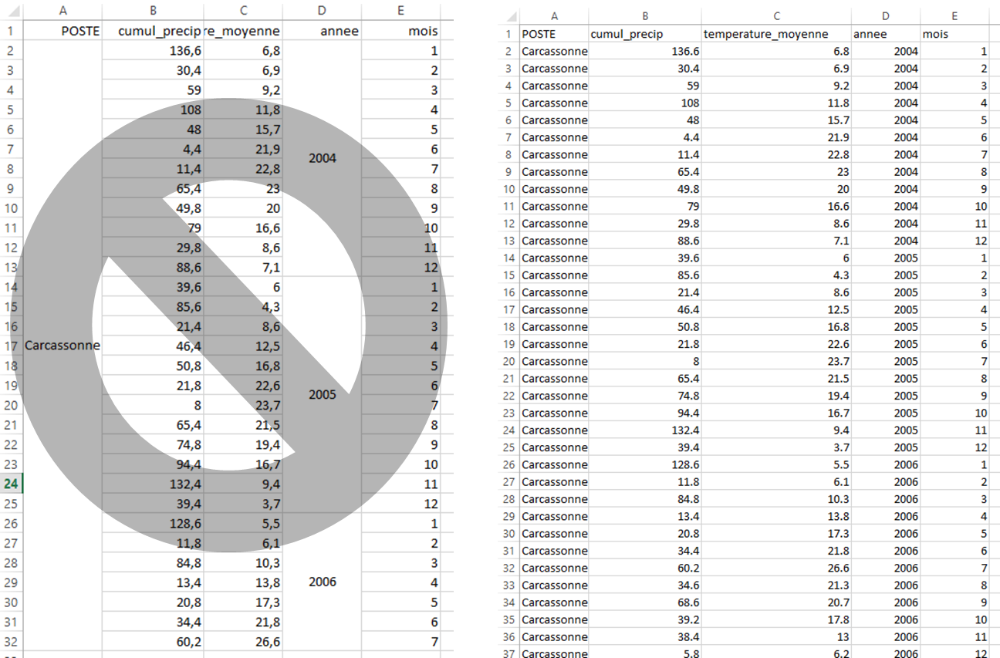 A B C D E
1 POSTE cumul_precip re_moyenne annee mois
2 136,6 6,8 1
3 30,4 6,9 2
4 59 9,2 3
5 108 11,8 4
6 48 15,7 5
7 4,4 21,9 6
2004
8 11,4 22,8 7
9 65,4 23 8
10 49,8 20 9
11 79 16,6 10
12 29,8 8,6 11
13 88,6 7,1 12
14 39,6 6 1
15 85,6 4,3 2
16 21,4 8,6 3
17 Carcassonne 46,4 12,5 4
18 50,8 16,8 5
19 21,8 22,6 6
2005
20 8 23,7 7
21 65,4 21,5 8
22 74,8 19,4 9
23 94,4 16,7 10
24 132,4 9,4 11
25 39,4 3,7 12
26 128,6 5,5 1
27 11,8 6,1 2
28 84,8 10,3 3
29 13,4 13,8 2006 4
30 20,8 17,3 5
31 34,4 21,8 6
32 60,2 26,6 7
A B C D E
1 POSTE cumul_precip temperature_moyenne annee mois
2 Carcassonne 136.6 6.8 2004 1
3 Carcassonne 30.4 6.9 2004 2
4 Carcassonne 59 9.2 2004 3
5 Carcassonne 108 11.8 2004 4
6 Carcassonne 48 15.7 2004 5
7 Carcassonne 4.4 21.9 2004 6
8 Carcassonne 11.4 22.8 2004 7
9 Carcassonne 65.4 23 2004 8
10 Carcassonne 49.8 20 2004 9
11 Carcassonne 79 16.6 2004 10
12 Carcassonne 29.8 8.6 2004 11
13 Carcassonne 88.6 7.1 2004 12
14 Carcassonne 39.6 6 2005 1
15 Carcassonne 85.6 4.3 2005 2
16 Carcassonne 21.4 8.6 2005 3
17 Carcassonne 46.4 12.5 2005 4
18 Carcassonne 50.8 16.8 2005 5
19 Carcassonne 21.8 22.6 2005 6
20 Carcassonne 8 23.7 2005 7
21 Carcassonne 65.4 21.5 2005 8
22 Carcassonne 74.8 19.4 2005 9
23 Carcassonne 94.4 16.7 2005 10
24 Carcassonne 132.4 9.4 2005 11
25 Carcassonne 39.4 3.7 2005 12
26 Carcassonne 128.6 5.5 2006 1
27 Carcassonne 11.8 6.1 2006 2
28 Carcassonne 84.8 10.3 2006 3
29 Carcassonne 13.4 13.8 2006 4
30 Carcassonne 20.8 17.3 2006 5
31 Carcassonne 34.4 21.8 2006 6
32 Carcassonne 60.2 26.6 2006 7
33 Carcassonne 34.6 21.3 2006 8
34 Carcassonne 68.6 20.7 2006 9
35 Carcassonne 39.2 17.8 2006 10
36 Carcassonne 38.4 13 2006 11
37 Carcassonne 5.8 6.2 2006 12